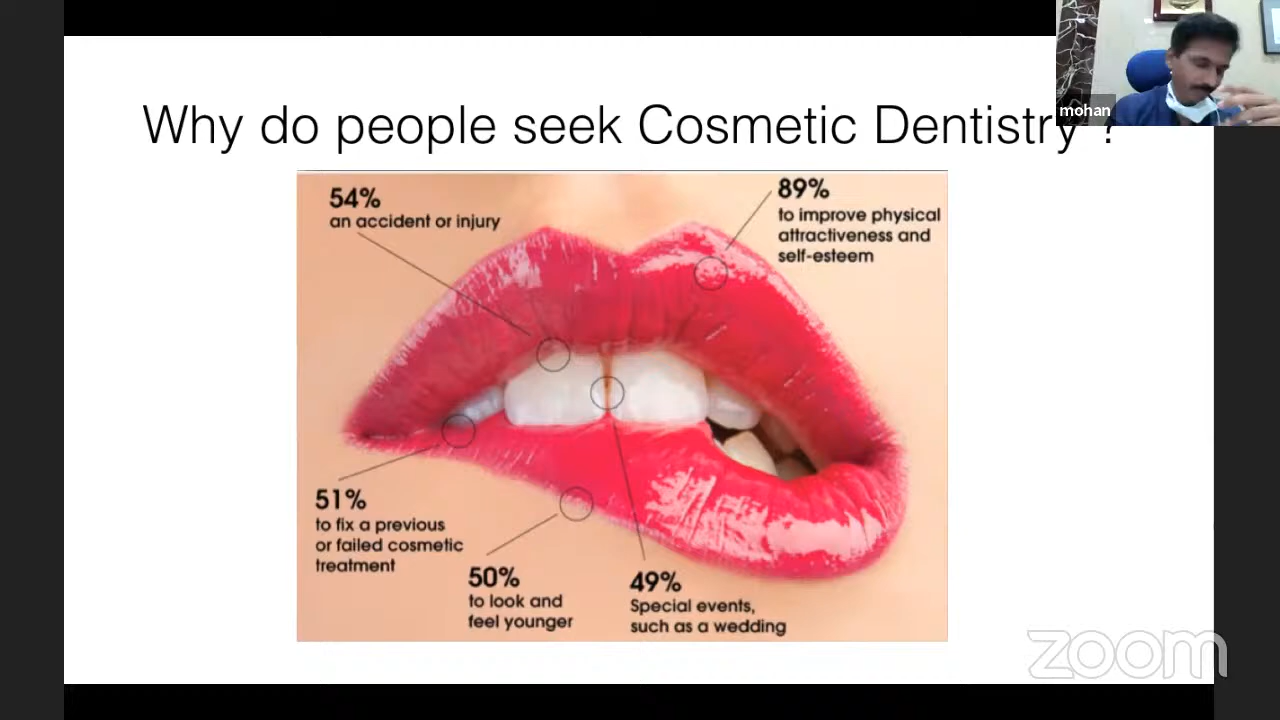 Why do people seek Cosmetic Dentistry ?
mohan
54%
an accident or injury
89%
to improve physical
attractiveness and
self-esteem
51%
to fix a previous
or failed cosmetic
treatment
50%
to look and
feel younger
49%
Special events,
such as a wedding
zoom